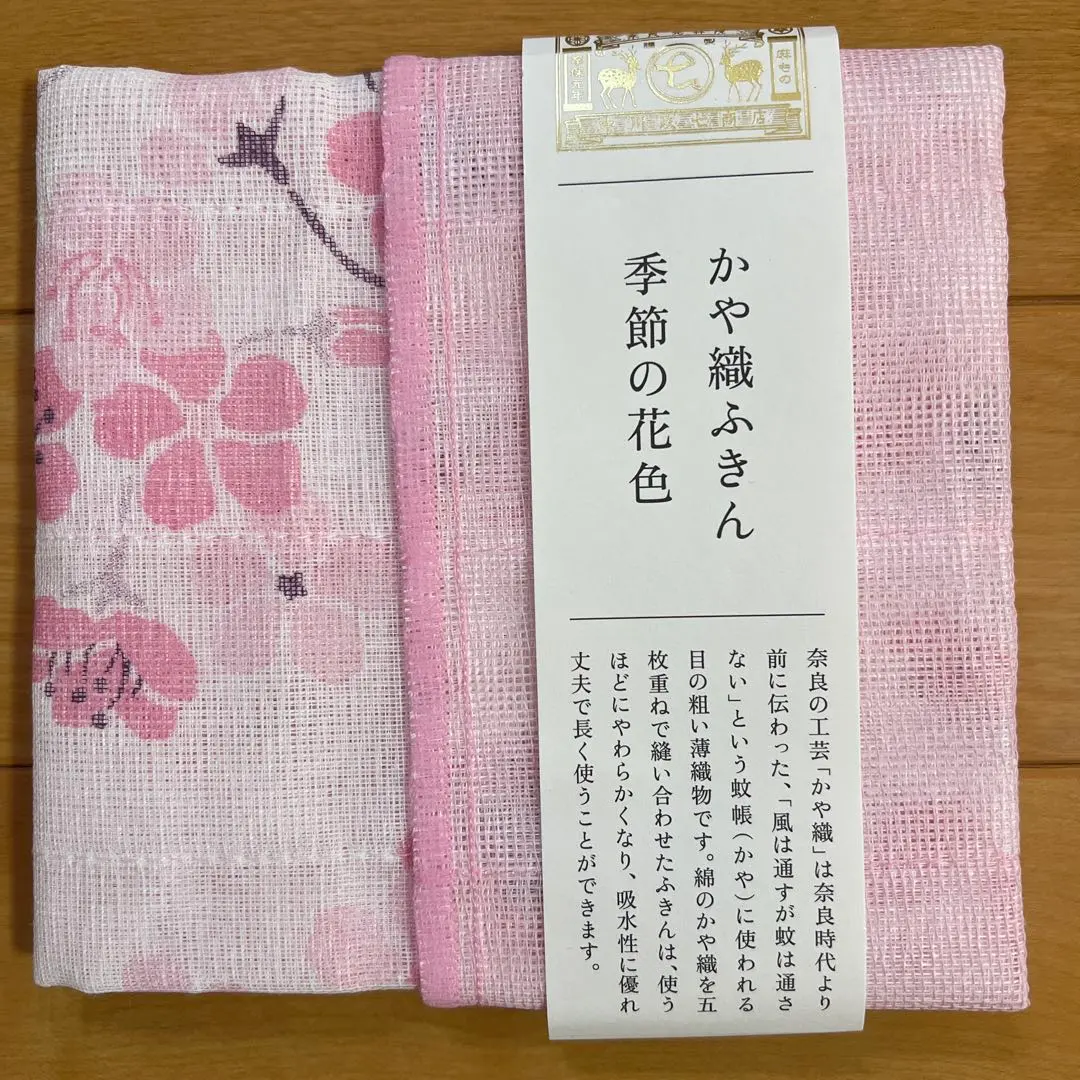 麻もの
かや織ふきん
季節の花色
奈良の工芸「かや織」は奈良時代より
前に伝わった、「風は通すが蚊は通さ
ない」という蚊帳(かや)に使われる
目の粗い薄織物です。綿のかや織を五
枚重ねで縫い合わせたふきんは、使う
ほどにやわらかくなり、吸水性に優れ
丈夫で長く使うことができます。